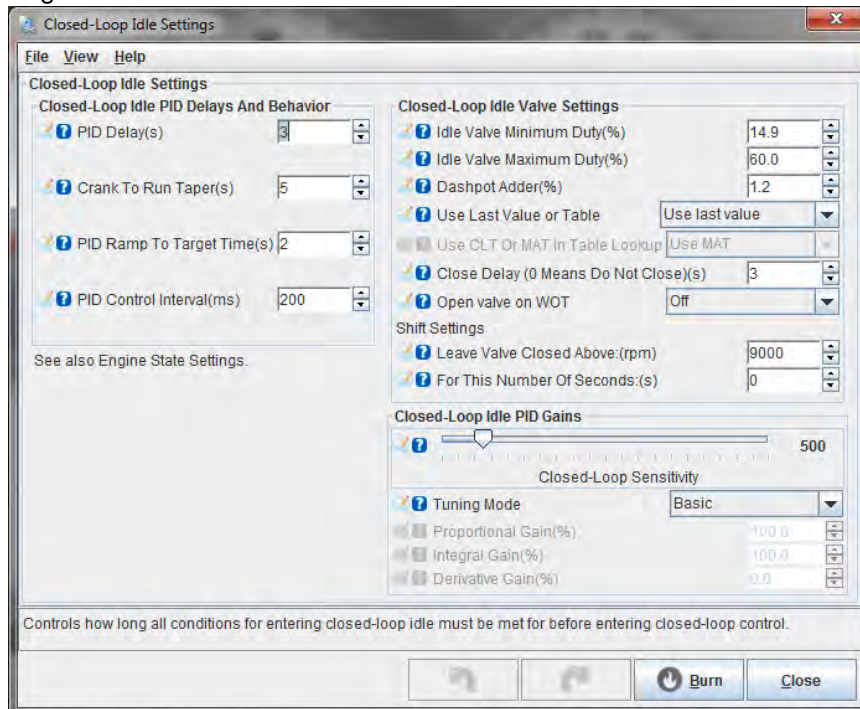 Closed-Loop Idle Settings
File View Help
Closed-Loop Idle Settings
Closed-Loop Idle PID Delays And Behavior
PID Delay(s) 3
Crank To Run Taper(s) 5
PID Ramp To Target Time(s) 2
PID Control Interval(ms) 200
See also Engine State Settings.
Closed-Loop Idle Valve Settings
Idle Valve Minimum Duty(%) 14.9
Idle Valve Maximum Duty(%) 60.0
Dashpot Adder(%) 1.2
Use Last Value or Table Use last value
Use CLT Or MAT In Table Lookup Use MAT
Close Delay (0 Means Do Not Close)(s) 3
Open valve on WOT Off
Shift Settings
Leave Valve Closed Above:(rpm) 9000
For This Number Of Seconds:(s) 0
Closed-Loop Idle PID Gains
500
Closed-Loop Sensitivity
Tuning Mode Basic
Proportional Gain(%) 100.0
Integral Gain(%) 100.0
Derivative Gain(%) 0.0
Controls how long all conditions for entering closed-loop idle must be met for before entering closed-loop control.
Burn Close